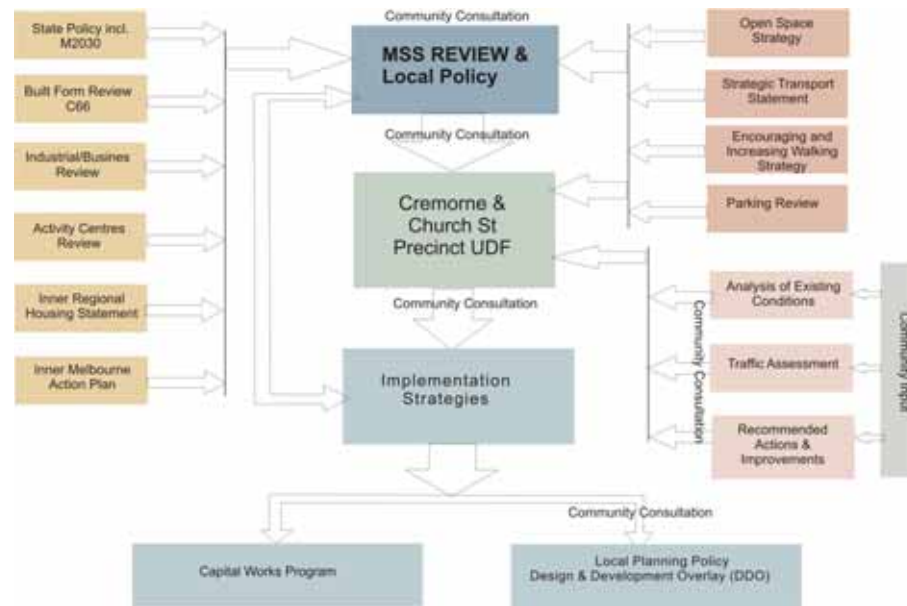 Community Consultation
State Policy incl.
M2030
Built Form Review
C66
Industrial/Busines
Review
Activity Centres
Review
Inner Regional
Housing Statement
Inner Melbourne
Action Plan
MSS REVIEW &
Local Policy
Community Consultation
Cremorne &
Church St
Precinct UDF
Community Consultation
Implementation
Strategies
Open Space
Strategy
Strategic Transport
Statement
Encouraging and
Increasing Walking
Strategy
Parking Review
Analysis of Existing
Conditions
Traffic Assessment
Recommended
Actions &
Improvements
Community Consultation
Community Input
Community Consultation
Capital Works Program
Local Planning Policy
Design & Development Overlay (DDO)